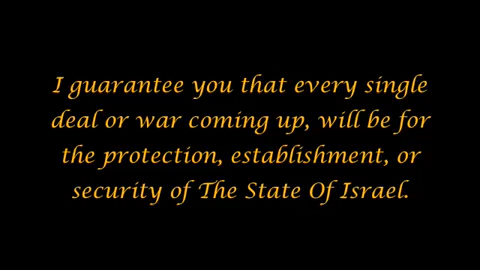 I guarantee you that every single
deal or war coming up, will be for
the protection, establishment, or
security of The State Of Israel.